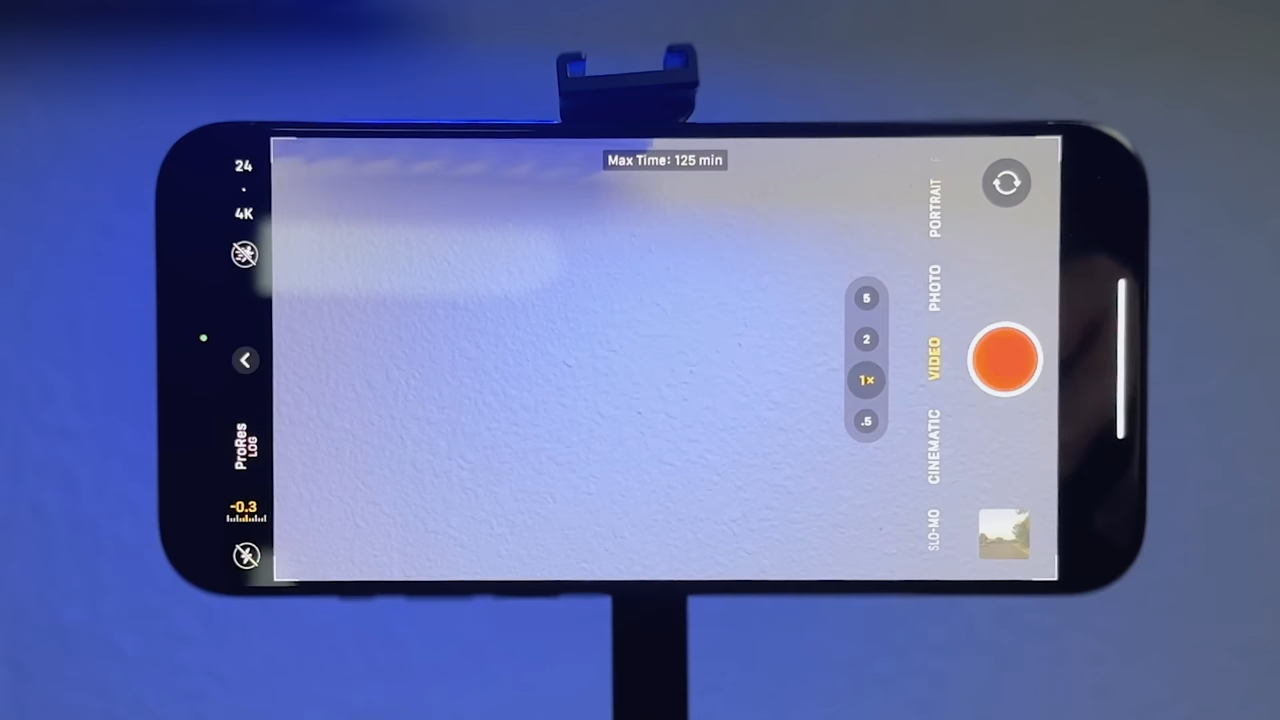 24
4K
ProRes
LOG
-0.3
Max Time: 125 min
5
2
1×
.5
PORTRAIT
PHOTO
VIDEO
CINEMATIC
SLO-MO